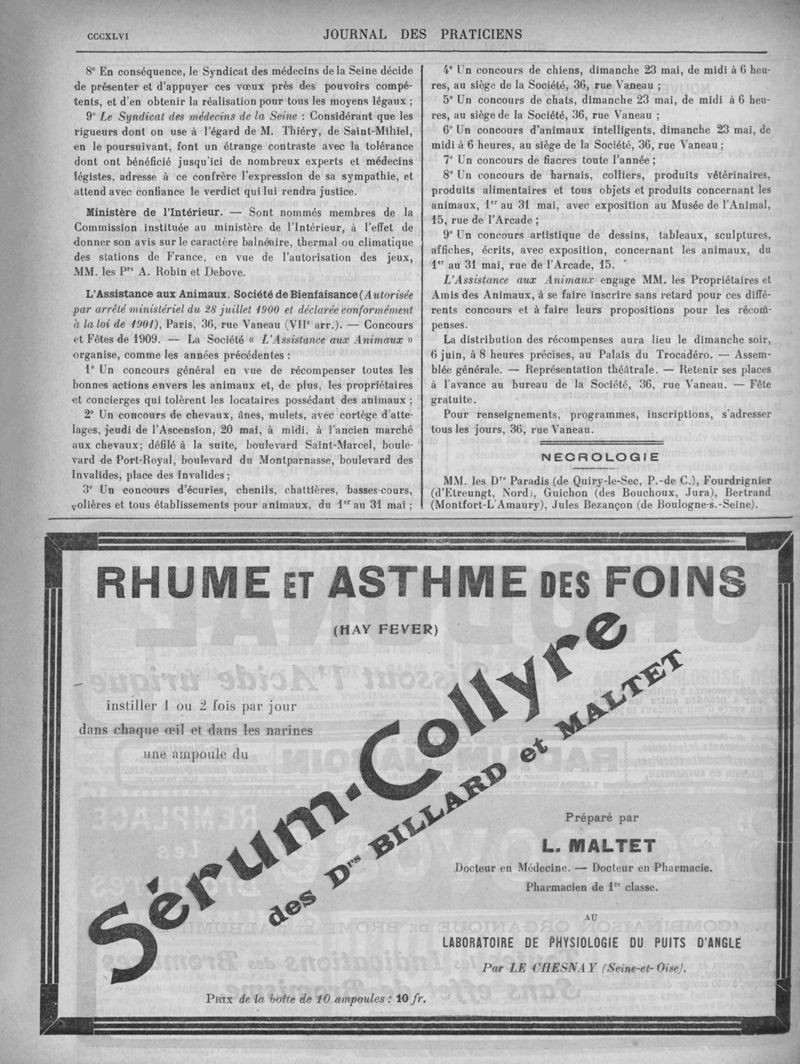 CCCXLVI
JOURNAL DES PRATICIENS
8° En conséquence, le Syndicat des médecins de la Seine décide
de présenter et d'appuyer ces vœux près des pouvoirs compé-
tents, et d'en obtenir la réalisation pour tous les moyens légaux ;
9° Le Syndicat des médecins de la Seine : Considérant que les
rigueurs dont on use à l'égard de M. Thiéry, de Saint-Mihiel,
en le poursuivant, font un étrange contraste avec la tolérance
dont ont bénéficié jusqu'ici de nombreux experts et médecins
légistes, adresse à ce confrère l'expression de sa sympathie, et
attend avec confiance le verdict qui lui rendra justice.
Ministère de l'Intérieur. — Sont nommés membres de la
Commission instituée au ministère de l'Intérieur, à l'effet de
donner son avis sur le caractère balnéaire, thermal ou climatique
des stations de France, en vue de l'autorisation des jeux,
MM. les Prs A. Robin et Debove.
L'Assistance aux Animaux. Société de Bienfaisance (Autorisée
par arrêté ministériel du 28 juillet 1900 et déclarée conformément
à la loi de 1901), Paris, 36, rue Vaneau (VIIe arr.). — Concours
et Fêtes de 1909. — La Société « L'Assistance aux Animaux »
organise, comme les années précédentes :
1° Un concours général en vue de récompenser toutes les
bonnes actions envers les animaux et, de plus, les propriétaires
et concierges qui tolèrent les locataires possédant des animaux ;
2° Un concours de chevaux, ânes, mulets, avec cortège d'atte-
lages, jeudi de l'Ascension, 20 mai, à midi, à l'ancien marché
aux chevaux; défilé à la suite, boulevard Saint-Marcel, boule-
vard de Port-Royal, boulevard du Montparnasse, boulevard des
Invalides, place des Invalides ;
3° Un concours d'écuries, chenils, chattières, basses-cours,
volières et tous établissements pour animaux, du 1er au 31 mai ;
4° Un concours de chiens, dimanche 23 mai, de midi à 6 heu-
res, au siège de la Société, 36, rue Vaneau ;
5° Un concours de chats, dimanche 23 mai, de midi à 6 heu-
res, au siège de la Société, 36, rue Vaneau ;
6° Un concours d'animaux intelligents, dimanche 23 mai, de
midi à 6 heures, au siège de la Société, 36, rue Vaneau ;
7° Un concours de fiacres toute l'année ;
8° Un concours de harnais, colliers, produits vétérinaires,
produits alimentaires et tous objets et produits concernant les
animaux, 1er au 31 mai, avec exposition au Musée de l'Animal,
15, rue de l'Arcade ;
9° Un concours artistique de dessins, tableaux, sculptures,
affiches, écrits, avec exposition, concernant les animaux, du
1er au 31 mai, rue de l'Arcade, 15.
L'Assistance aux Animaux engage MM. les Propriétaires et
Amis des Animaux, à se faire inscrire sans retard pour ces diffé-
rents concours et à faire leurs propositions pour les récom-
penses.
La distribution des récompenses aura lieu le dimanche soir,
6 juin, à 8 heures précises, au Palais du Trocadéro. — Assem-
blée générale. — Représentation théâtrale. — Retenir ses places
à l'avance au bureau de la Société, 36, rue Vaneau. — Fête
gratuite.
Pour renseignements, programmes, inscriptions, s'adresser
tous les jours, 36, rue Vaneau.
NÉCROLOGIE
MM. les Drs Paradis (de Quiry-le-Sec, P.-de C.), Fourdrignier
(d'Etreungt, Nord), Guichon (des Bouchoux, Jura), Bertrand
(Montfort-L'Amaury), Jules Bezançon (de Boulogne-s.-Seine).
RHUME ET ASTHME DES FOINS
(HAY FEVER)
instiller 1 ou 2 fois par jour
dans chaque œil et dans les narines
une ampoule du
Sérum-Collyre
des Drs BILLARD et MALTET
Préparé par
L. MALTET
Docteur en Médecine. — Docteur en Pharmacie.
Pharmacien de 1re classe.
AU
LABORATOIRE DE PHYSIOLOGIE DU PUITS D'ANGLE
Par LE CHESNAY (Seine-et-Oise).
PRIX de la boîte de 10 ampoules : 10 fr.